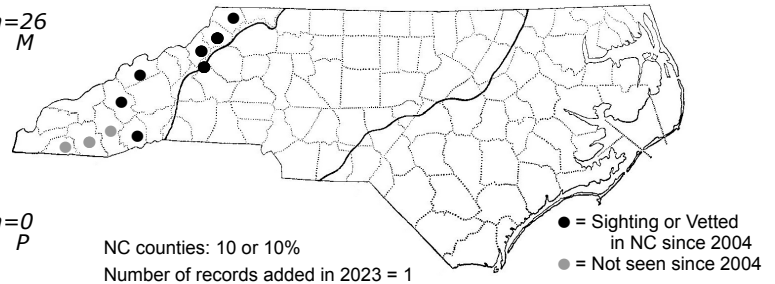 n=26
M
n=0
P
NC counties: 10 or 10%
Number of records added in 2023 = 1
= Sighting or Vetted
in NC since 2004
= Not seen since 2004